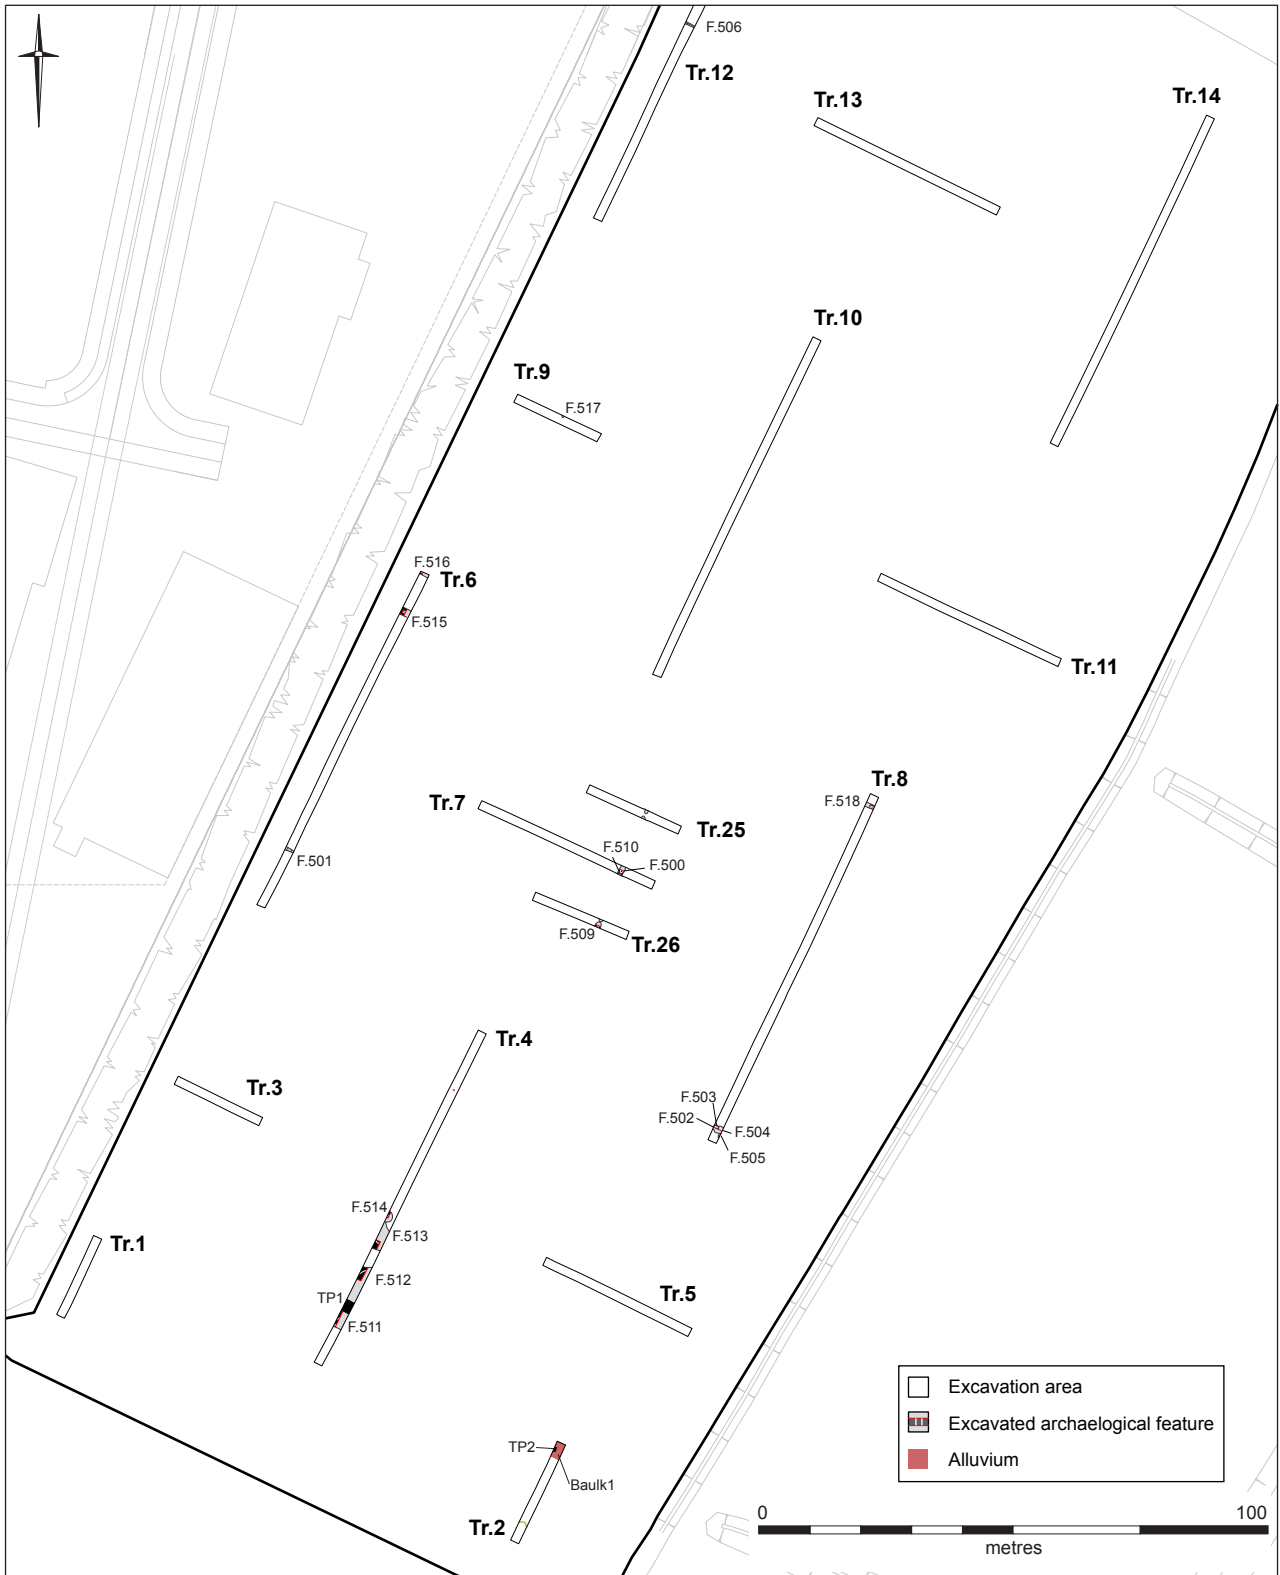 F.506
Tr.12
Tr.13
Tr.14
Tr.10
Tr.9
F.517
F.516
Tr.6
F.515
Tr.11
Tr.8
F.518
Tr.7
Tr.25
F.510
F.500
F.501
F.509
Tr.26
Tr.4
Tr.3
F.503
F.502
F.504
F.505
F.514
F.513
Tr.1
F.512
TP1
F.511
Tr.5
Excavation area
Excavated archaelogical feature
Alluvium
TP2
Baulk1
Tr.2
0 100
metres